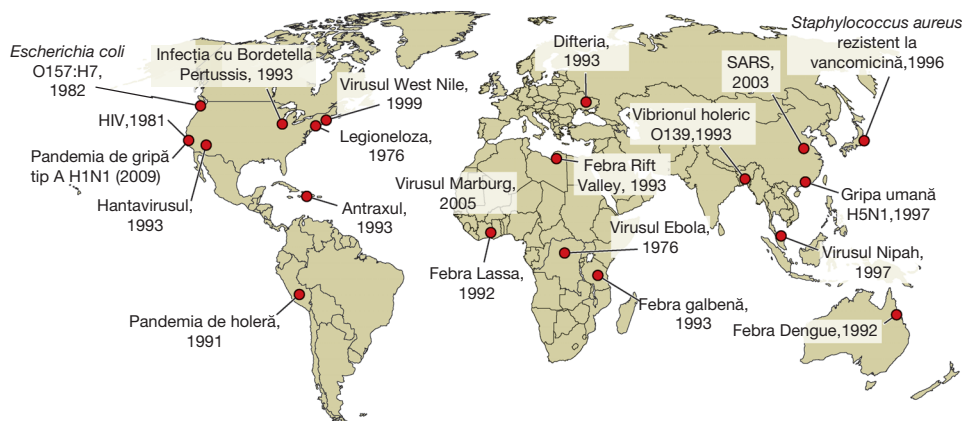 Escherichia coli
O157:H7,
1982
Infecția cu Bordetella
Pertussis, 1993
Virusul West Nile,
1999
Legioneloza,
1976
HIV,1981
Pandemia de gripă
tip A H1N1 (2009)
Hantavirusul,
1993
Antraxul,
1993
Pandemia de holeră,
1991
Difteria,
1993
SARS,
2003
Staphylococcus aureus
rezistent la
vancomicină,1996
Vibrionul holeric
O139,1993
Febra Rift
Valley, 1993
Virusul Marburg,
2005
Gripa umană
H5N1,1997
Virusul Ebola,
1976
Virusul Nipah,
1997
Febra Lassa,
1992
Febra galbenă,
1993
Febra Dengue,1992